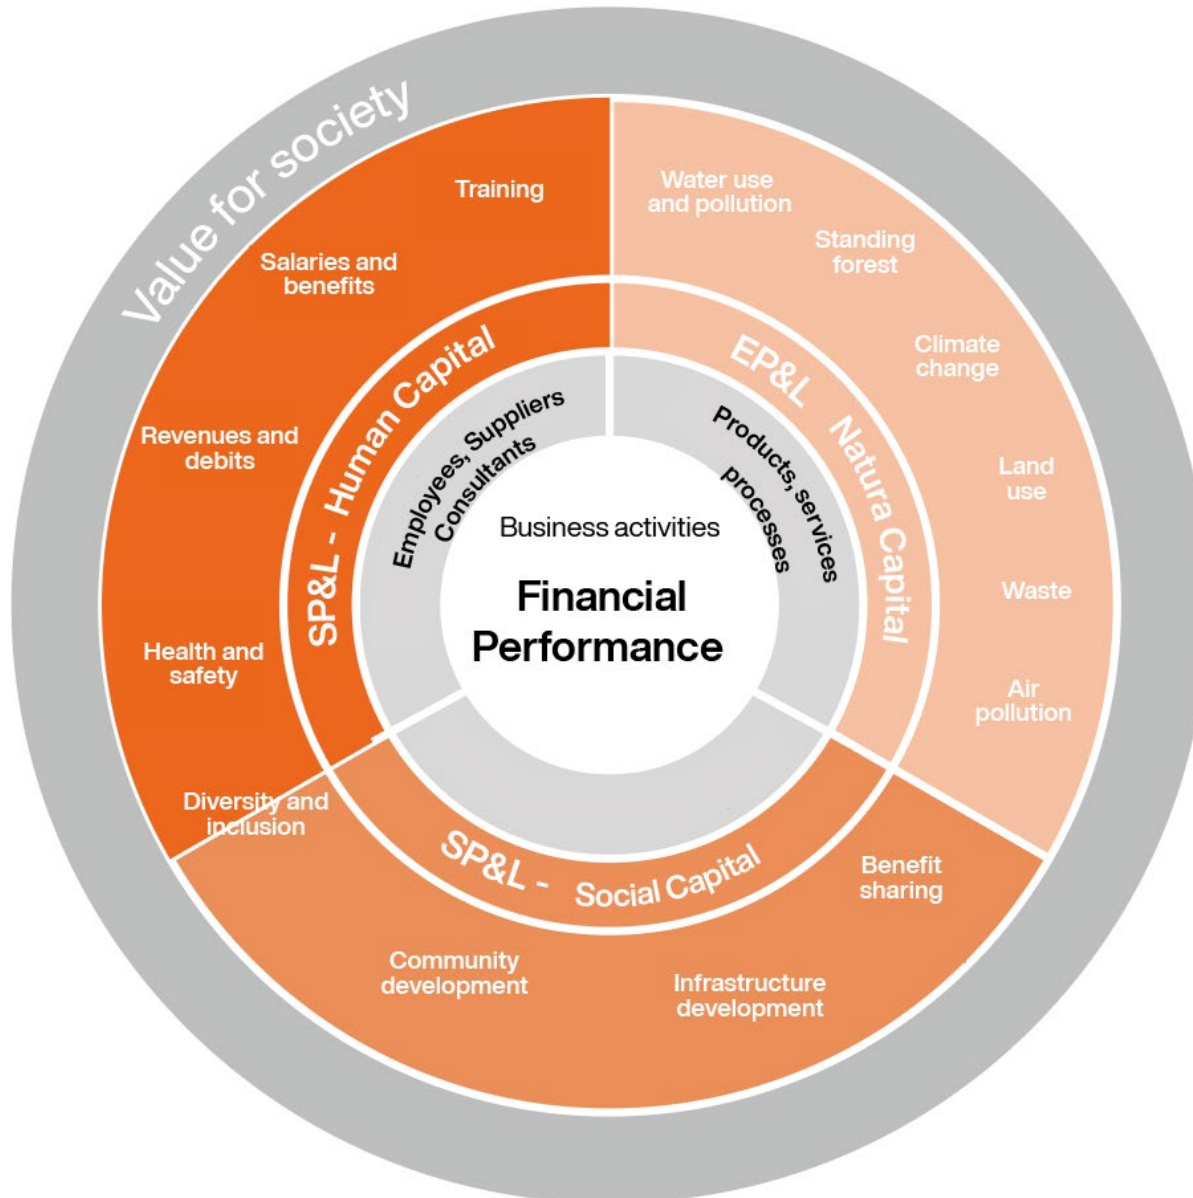 Value for society
Training
Salaries and
benefits
Revenues and
debits
Health and
safety
Diversity and
inclusion
SP&L - Human Capital
Employees, Suppliers
Consultants
Water use
and pollution
Standing
forest
Climate
change
Land
use
Waste
Air
pollution
EP&L Natura Capital
Products, services
processes
Business activities
Financial
Performance
SP&L - Social Capital
Benefit
sharing
Community
development
Infrastructure
development